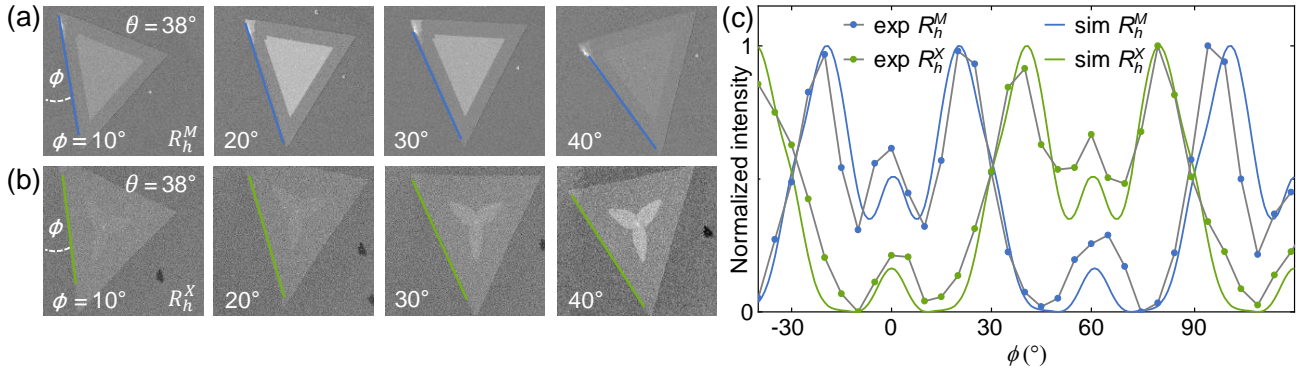 (a)
θ = 38°
ϕ
ϕ = 10°
R_h^M
20°
30°
40°
(b)
θ = 38°
ϕ
ϕ = 10°
R_h^X
20°
30°
40°
(c)
exp R_h^M
sim R_h^M
exp R_h^X
sim R_h^X
Normalized intensity
1
0
-30
0
30
60
90
ϕ (°)